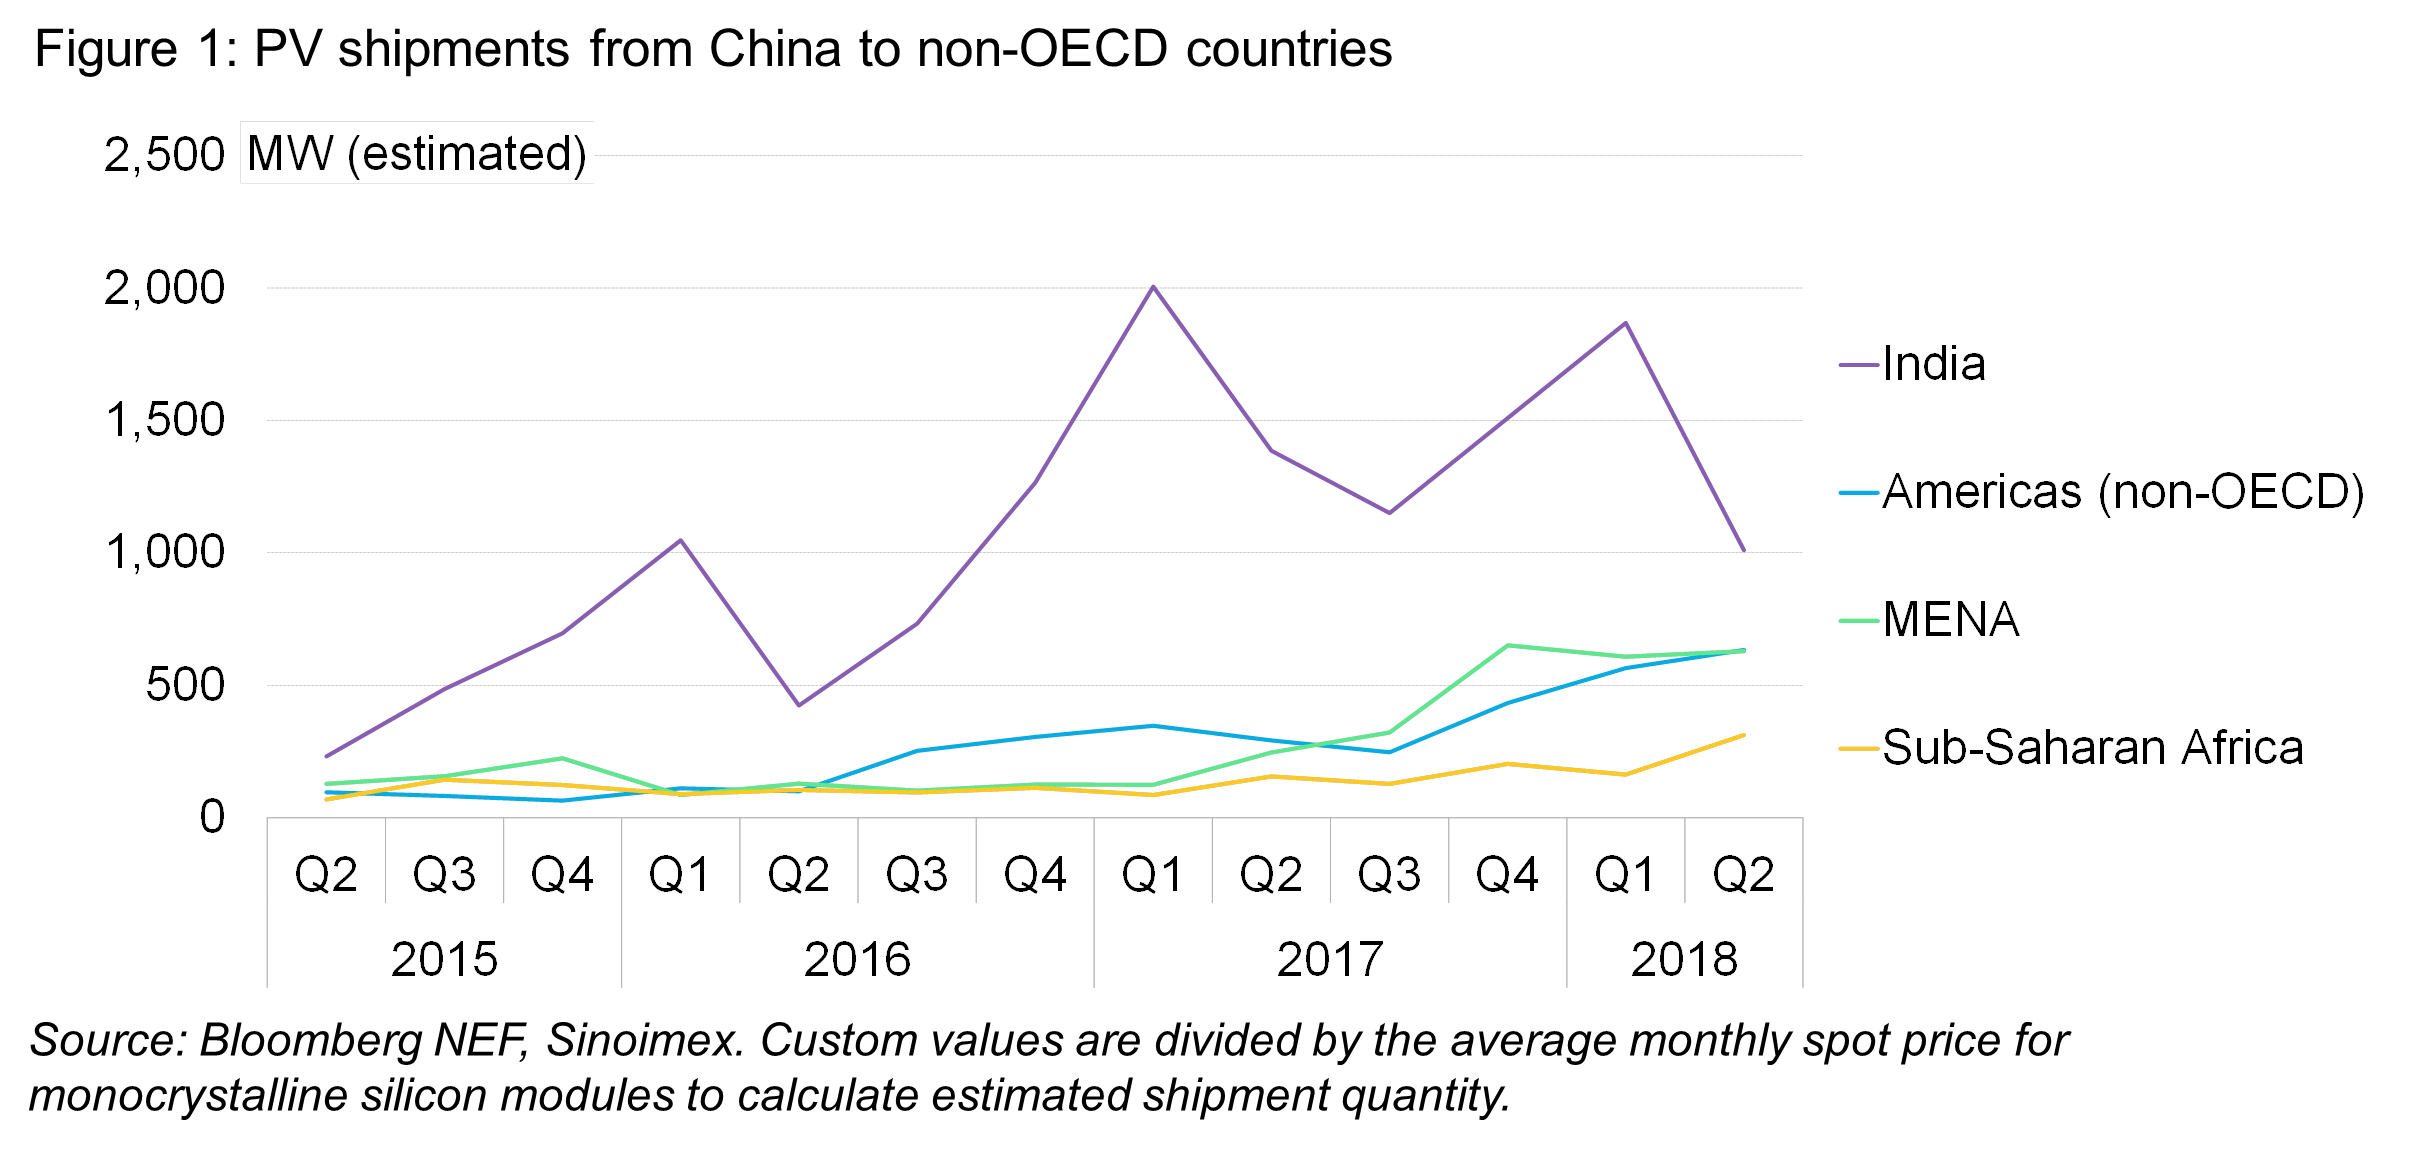 Figure 1: PV shipments from China to non-OECD countries
2,500 MW (estimated)
2,000
1,500
1,000
500
0
India
Americas (non-OECD)
MENA
Sub-Saharan Africa
Q2 Q3 Q4 Q1 Q2 Q3 Q4 Q1 Q2 Q3 Q4 Q1 Q2
2015 2016 2017 2018
Source: Bloomberg NEF, Sinoimex. Custom values are divided by the average monthly spot price for
monocrystalline silicon modules to calculate estimated shipment quantity.